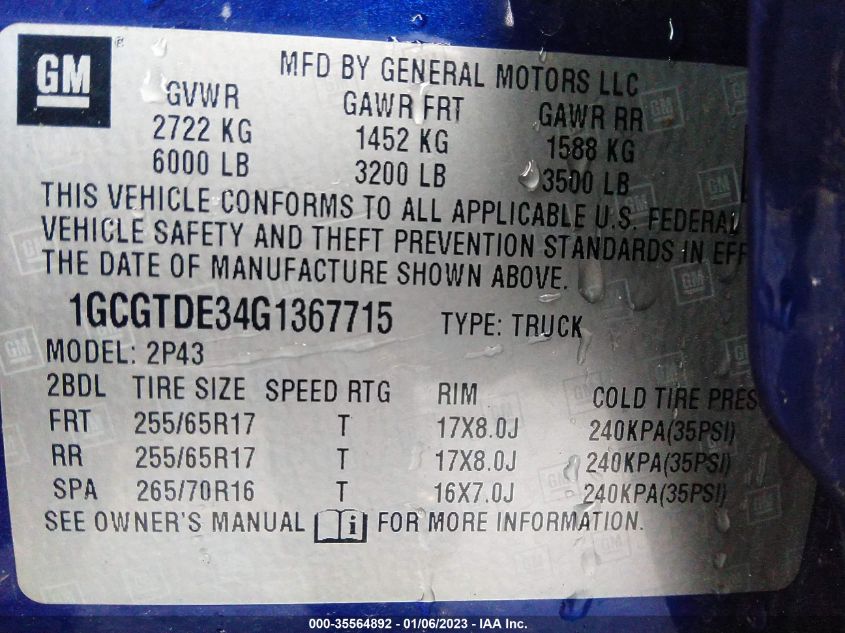 GM ®
MFD BY GENERAL MOTORS LLC
GVWR GAWR FRT GAWR RR
2722 KG 1452 KG 1588 KG
6000 LB 3200 LB 3500 LB
THIS VEHICLE CONFORMS TO ALL APPLICABLE U.S. FEDERAL
VEHICLE SAFETY AND THEFT PREVENTION STANDARDS IN EFF
THE DATE OF MANUFACTURE SHOWN ABOVE.
1GCGTDE34G1367715 TYPE: TRUCK
MODEL: 2P43
2BDL TIRE SIZE SPEED RTG RIM COLD TIRE PRES
FRT 255/65R17 T 17X8.0J 240KPA(35PSI)
RR 255/65R17 T 17X8.0J 240KPA(35PSI)
SPA 265/70R16 T 16X7.0J 240KPA(35PSI)
SEE OWNER'S MANUAL i FOR MORE INFORMATION.
000-35564892 - 01/06/2023 - IAA Inc.